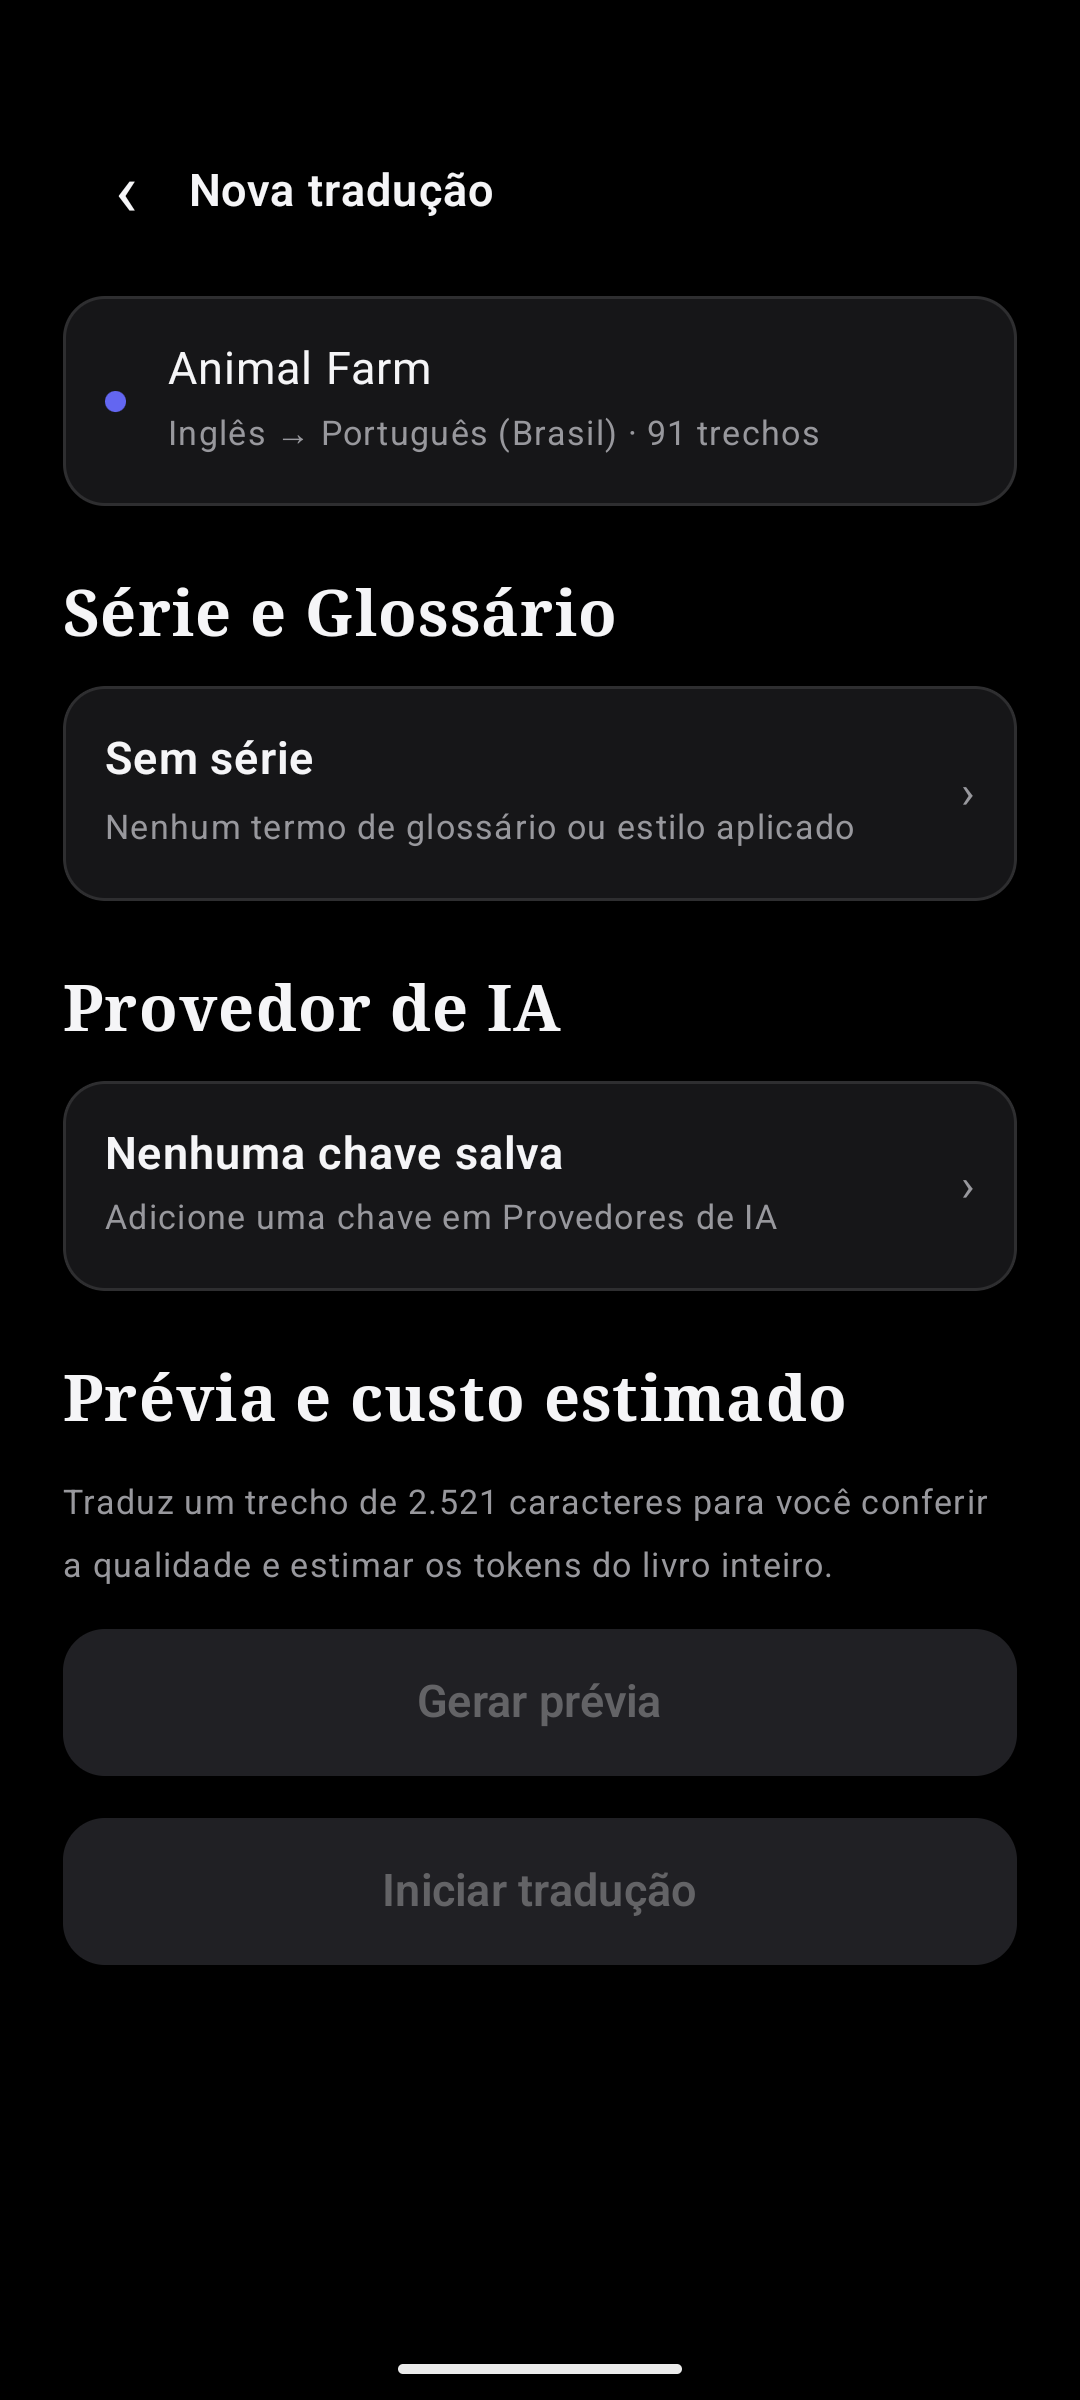 ‹ Nova tradução
Animal Farm
Inglês → Português (Brasil) · 91 trechos
Série e Glossário
Sem série
Nenhum termo de glossário ou estilo aplicado
›
Provedor de IA
Nenhuma chave salva
Adicione uma chave em Provedores de IA
›
Prévia e custo estimado
Traduz um trecho de 2.521 caracteres para você conferir
a qualidade e estimar os tokens do livro inteiro.
Gerar prévia
Iniciar tradução